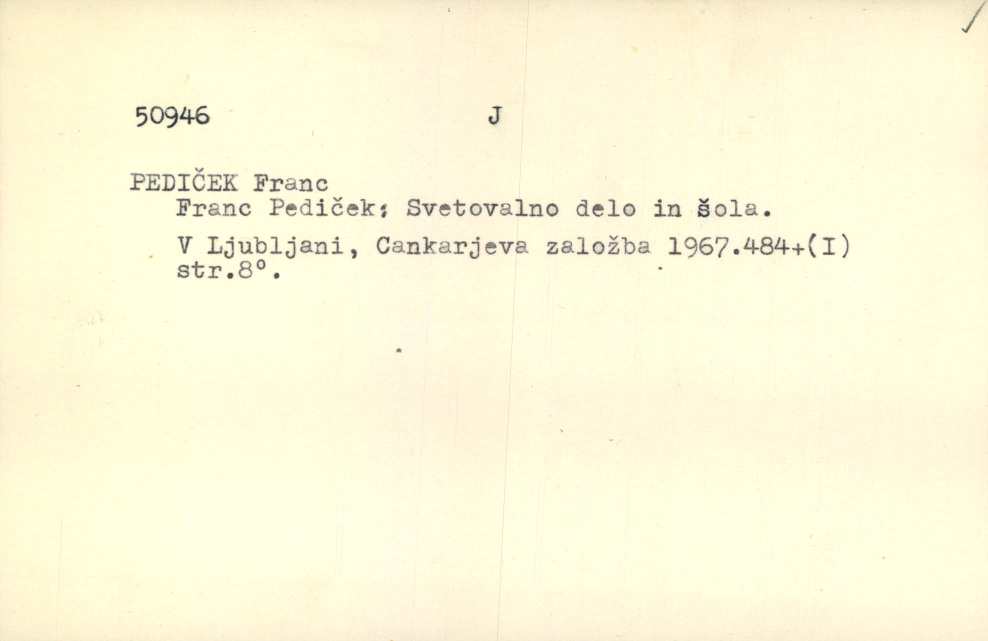 50946 J
PEDIČEK Franc
Franc Pediček: Svetovalno delo in šola.
V Ljubljani, Cankarjeva založba 1967.484+(I)
str.8°.